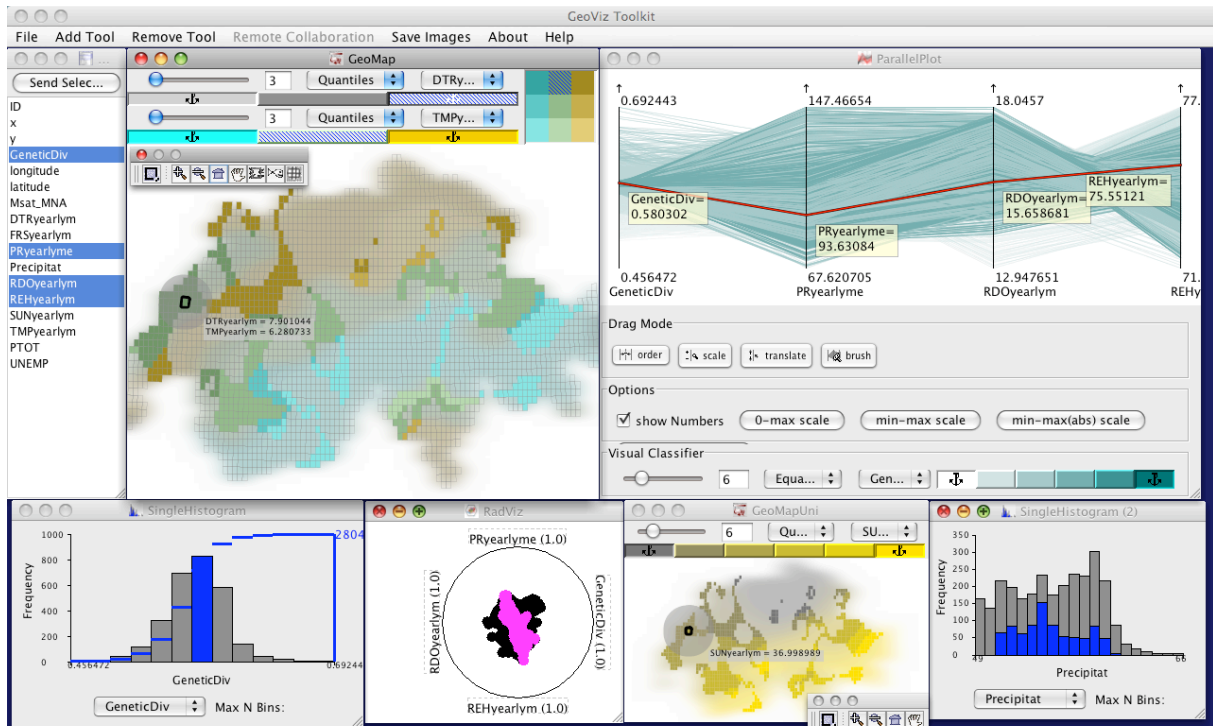 GeoViz Toolkit
File Add Tool Remove Tool Remote Collaboration Save Images About Help
...
Send Selec...
ID
x
y
GeneticDiv
longitude
latitude
Msat_MNA
DTRyearlym
FRSyearlym
PRyearlyme
Precipitat
RDOyearlym
REHyearlym
SUNyearlym
TMPyearlym
PTOT
UNEMP
GeoMap
3 Quantiles DTRy...
3 Quantiles TMPy...
DTRyearlym = 7.901044
TMPyearlym = 6.280733
ParallelPlot
0.692443 147.46654 18.0457 77.
GeneticDiv=
0.580302
PRyearlyme=
93.63084
RDOyearlym=
15.658681
REHyearlym=
75.55121
0.456472 67.620705 12.947651 71.
GeneticDiv PRyearlyme RDOyearlym REHy
Drag Mode
order scale translate brush
Options
show Numbers 0-max scale min-max scale min-max(abs) scale
Visual Classifier
6 Equa... Gen...
SingleHistogram
1000
800
600
400
200
0
Frequency
2804
0.456472 0.69244
GeneticDiv
GeneticDiv Max N Bins:
RadViz
PRyearlyme (1.0)
RDOyearlym (1.0)
GeneticDiv (1.0)
REHyearlym (1.0)
GeoMapUni
6 Qu... SU...
SUNyearlym = 36.998989
SingleHistogram (2)
350
300
250
200
150
100
50
0
Frequency
49 66
Precipitat
Precipitat Max N Bins: